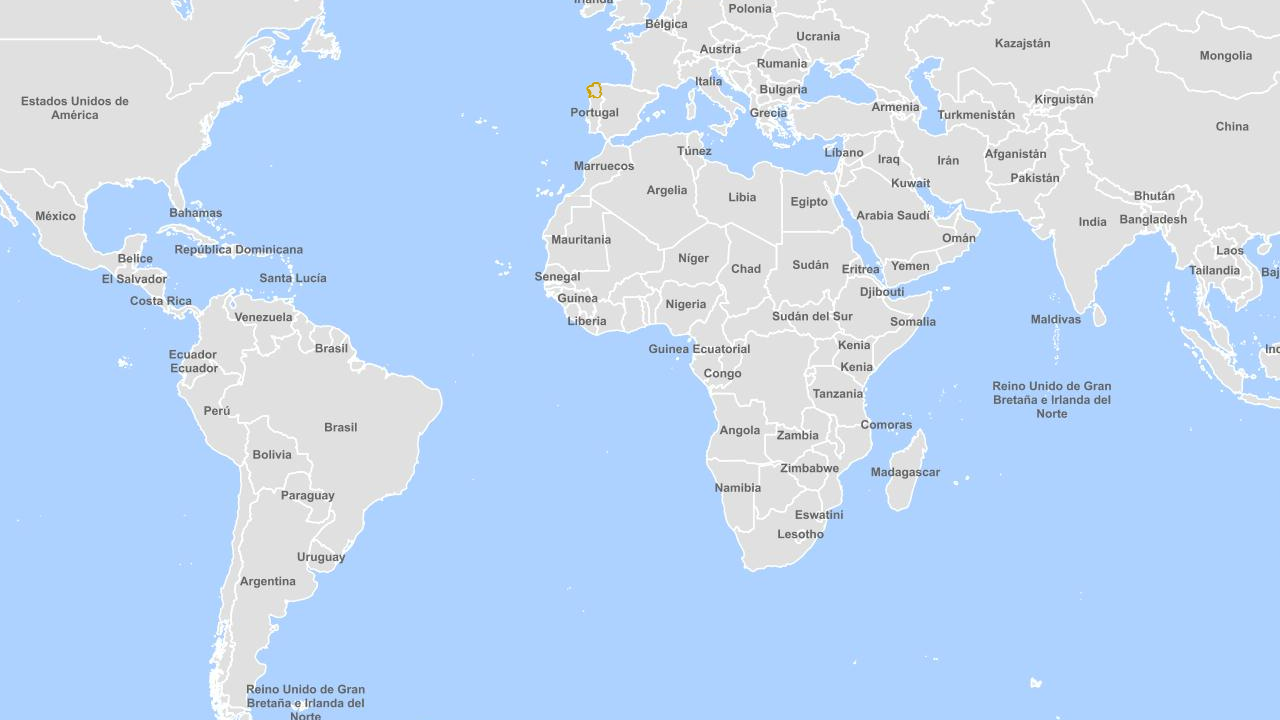 Irlanda
Polonia
Bélgica
Ucrania
Kazajstán
Austria
Mongolia
Rumania
Italia
Bulgaria
Kirguistán
Estados Unidos de
América
Portugal
Grecia
Armenia
Turkmenistán
China
Túnez
Líbano
Iraq
Irán
Afganistán
Marruecos
Kuwait
Pakistán
Argelia
Libia
Egipto
Bhután
México
Bahamas
Arabia Saudí
India
Bangladesh
República Dominicana
Mauritania
Omán
Laos
Belice
Níger
Chad
Sudán
Eritrea
Yemen
Tailandia
El Salvador
Santa Lucía
Senegal
Costa Rica
Guinea
Nigeria
Djibouti
Venezuela
Liberia
Sudán del Sur
Somalia
Maldivas
Brasil
Guinea Ecuatorial
Kenia
Ecuador
Ecuador
Congo
Kenia
Reino Unido de Gran
Bretaña e Irlanda del
Norte
Tanzania
Perú
Brasil
Angola
Zambia
Comoras
Bolivia
Zimbabwe
Madagascar
Paraguay
Namibia
Eswatini
Lesotho
Uruguay
Argentina
Reino Unido de Gran
Bretaña e Irlanda del
Norte